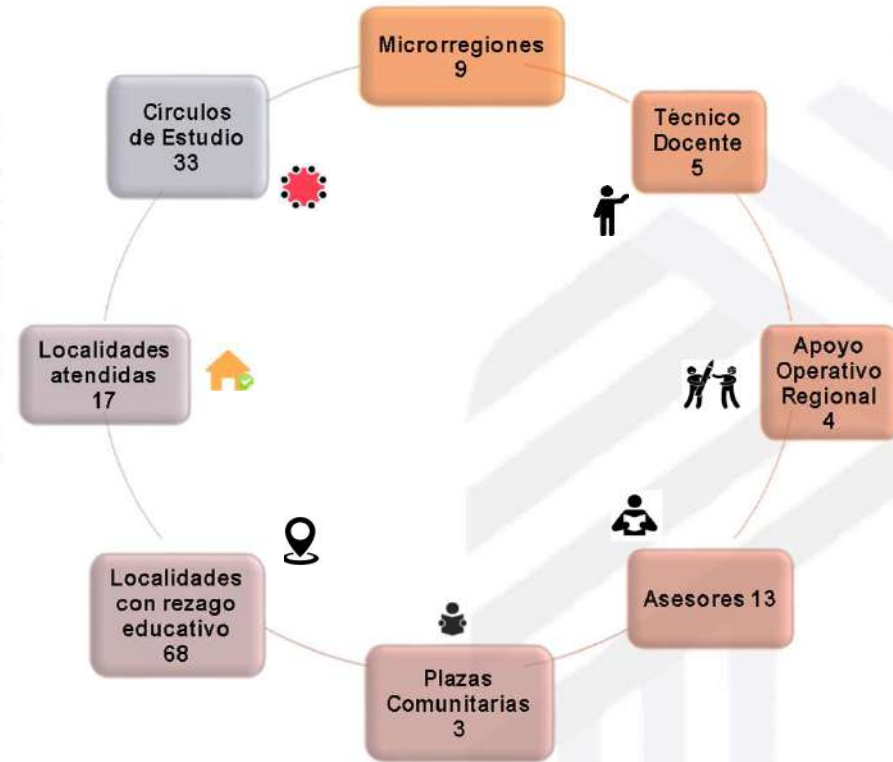 Microrregiones
9
Técnico
Docente
5
Apoyo
Operativo
Regional
4
Asesores 13
Plazas
Comunitarias
3
Localidades
con rezago
educativo
68
Localidades
atendidas
17
Círculos
de Estudio
33